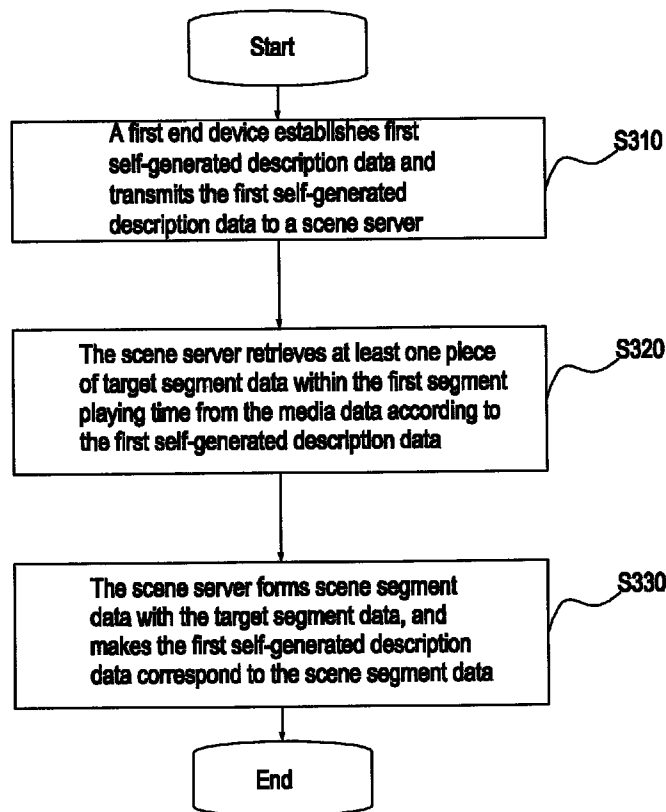 Start
A first end device establishes first
self-generated description data and
transmits the first self-generated
description data to a scene server
S310
The scene server retrieves at least one piece
of target segment data within the first segment
playing time from the media data according to
the first self-generated description data
S320
The scene server forms scene segment
data with the target segment data, and
makes the first self-generated description
data correspond to the scene segment data
S330
End